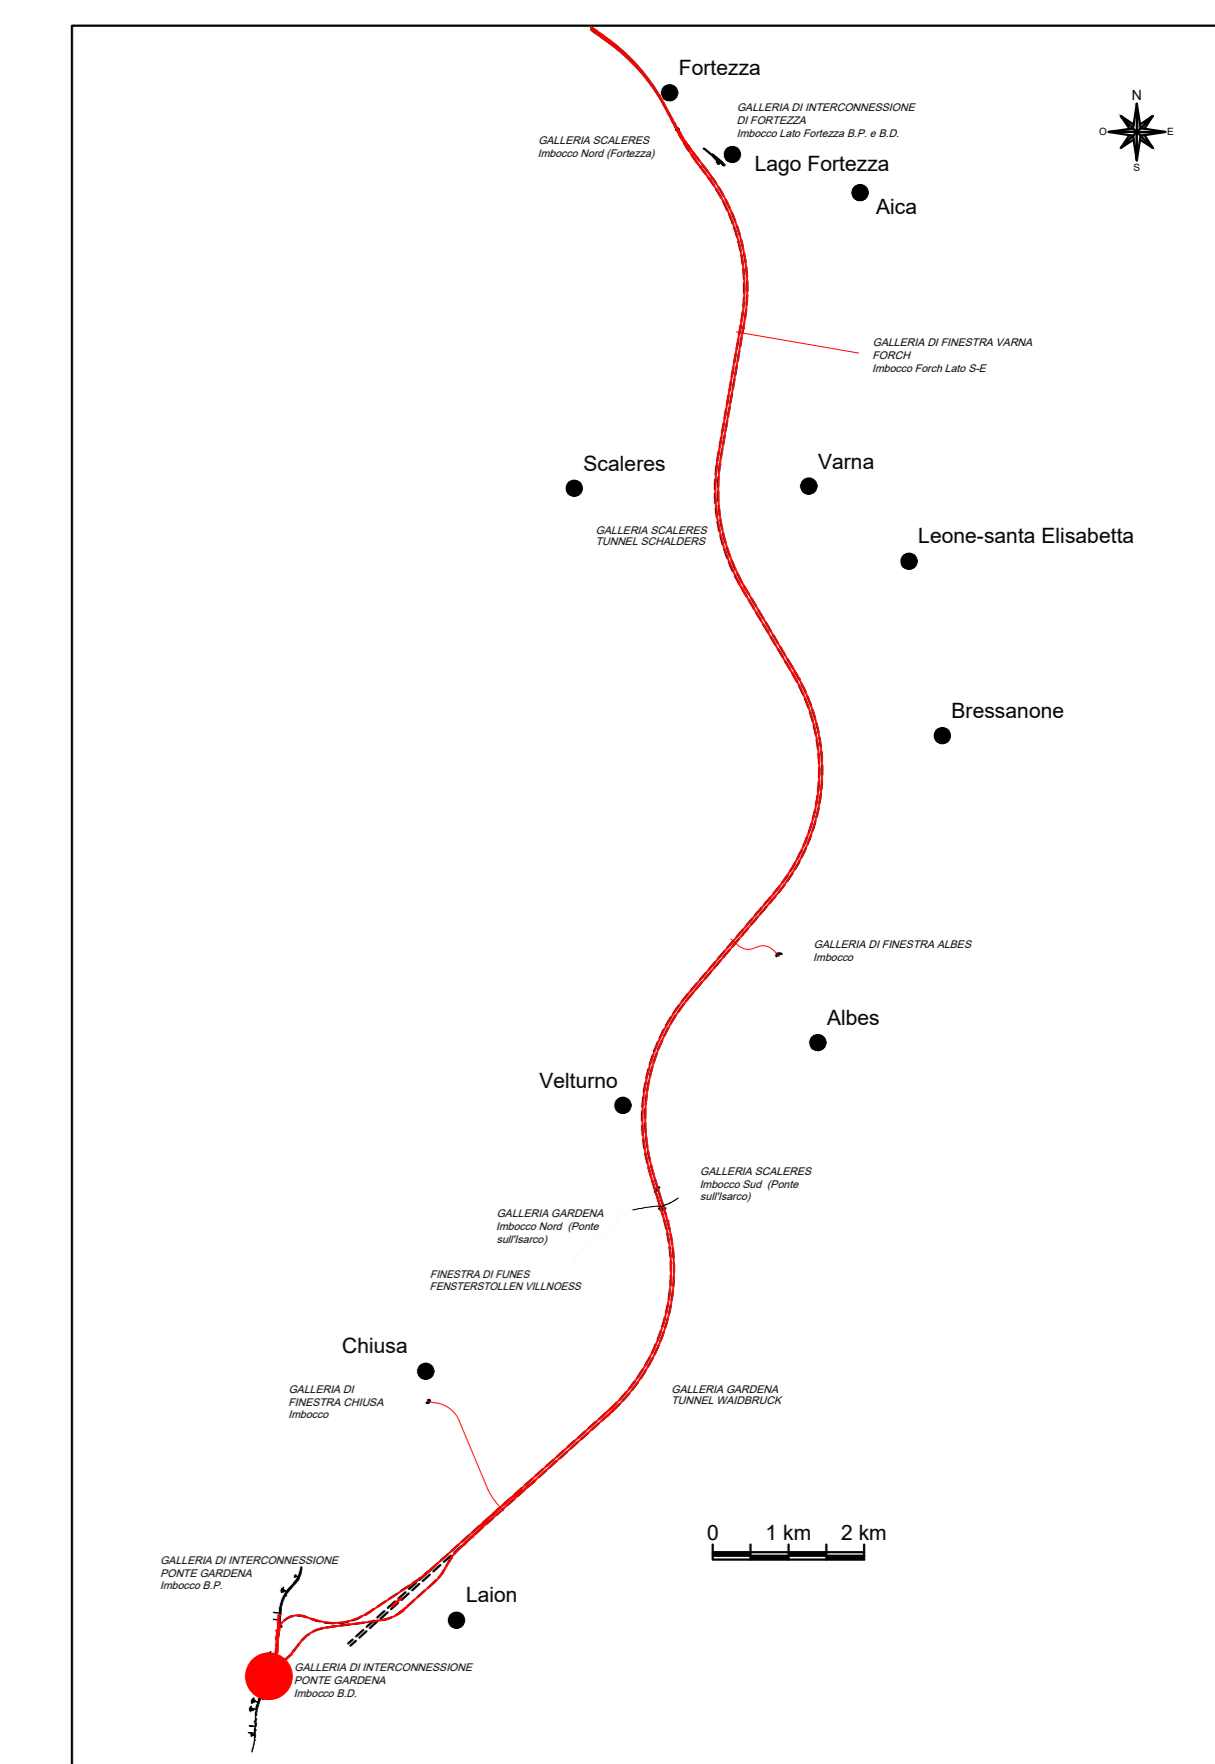 Fortezza
N
O
E
S
GALLERIA DI INTERCONNESSIONE
DI FORTEZZA
Imbocco Lato Fortezza B.P. e B.D.
GALLERIA SCALERES
Imbocco Nord (Fortezza)
Lago Fortezza
Aica
GALLERIA DI FINESTRA VARNA
FORCH
Imbocco Forch Lato S-E
Scaleres
Varna
GALLERIA SCALERES
TUNNEL SCHALDERS
Leone-santa Elisabetta
Bressanone
GALLERIA DI FINESTRA ALBES
Imbocco
Albes
Velturno
GALLERIA SCALERES
Imbocco Sud (Ponte
sull'Isarco)
GALLERIA GARDENA
Imbocco Nord (Ponte
sull'Isarco)
FINESTRA DI FUNES
FENSTERSTOLLEN VILLNOESS
Chiusa
GALLERIA DI
FINESTRA CHIUSA
Imbocco
GALLERIA GARDENA
TUNNEL WAIDBRUCK
0 1 km 2 km
GALLERIA DI INTERCONNESSIONE
PONTE GARDENA
Imbocco B.P.
Laion
GALLERIA DI INTERCONNESSIONE
PONTE GARDENA
Imbocco B.D.